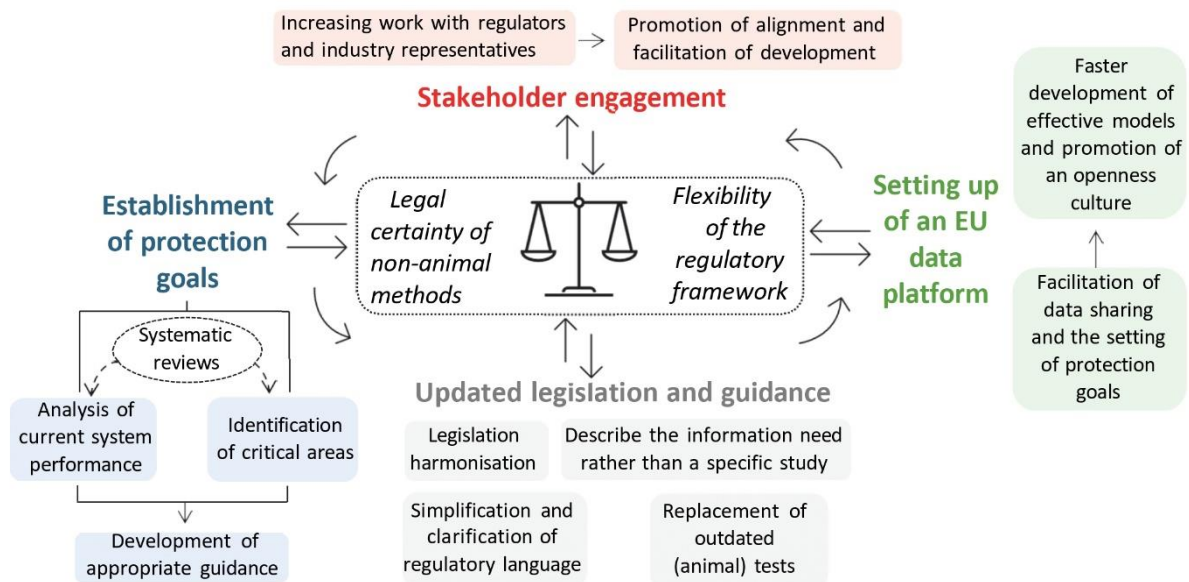 Increasing work with regulators
and industry representatives
Promotion of alignment and
facilitation of development
Stakeholder engagement
Faster
development of
effective models
and promotion of
an openness
culture
Establishment
of protection
goals
Legal
certainty of
non-animal
methods
Flexibility
of the
regulatory
framework
Setting up
of an EU
data
platform
Facilitation of
data sharing
and the setting
of protection
goals
Systematic
reviews
Analysis of
current system
performance
Identification
of critical areas
Development of
appropriate guidance
Updated legislation and guidance
Legislation
harmonisation
Describe the information need
rather than a specific study
Simplification and
clarification of
regulatory language
Replacement of
outdated
(animal) tests